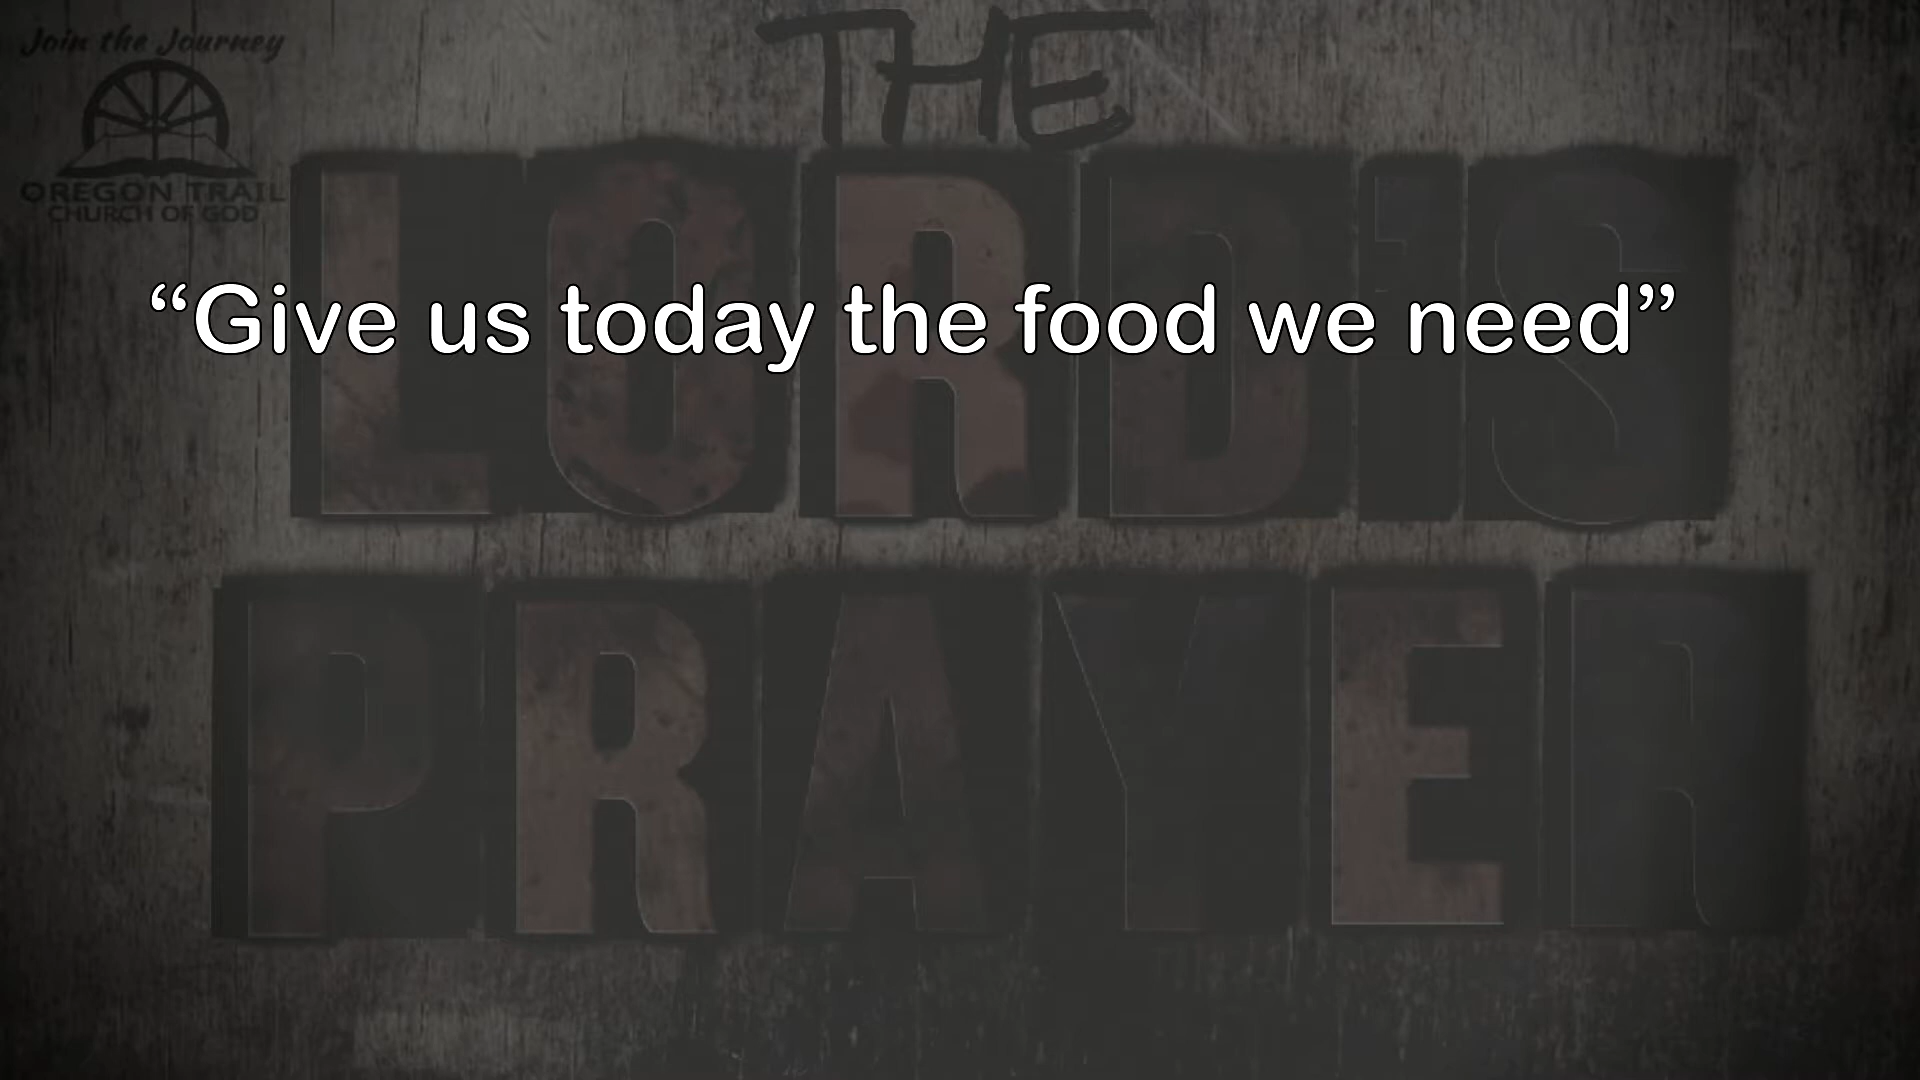 Join the Journey
OREGON TRAIL
CHURCH OF GOD
THE
LORD'S
PRAYER
“Give us today the food we need”